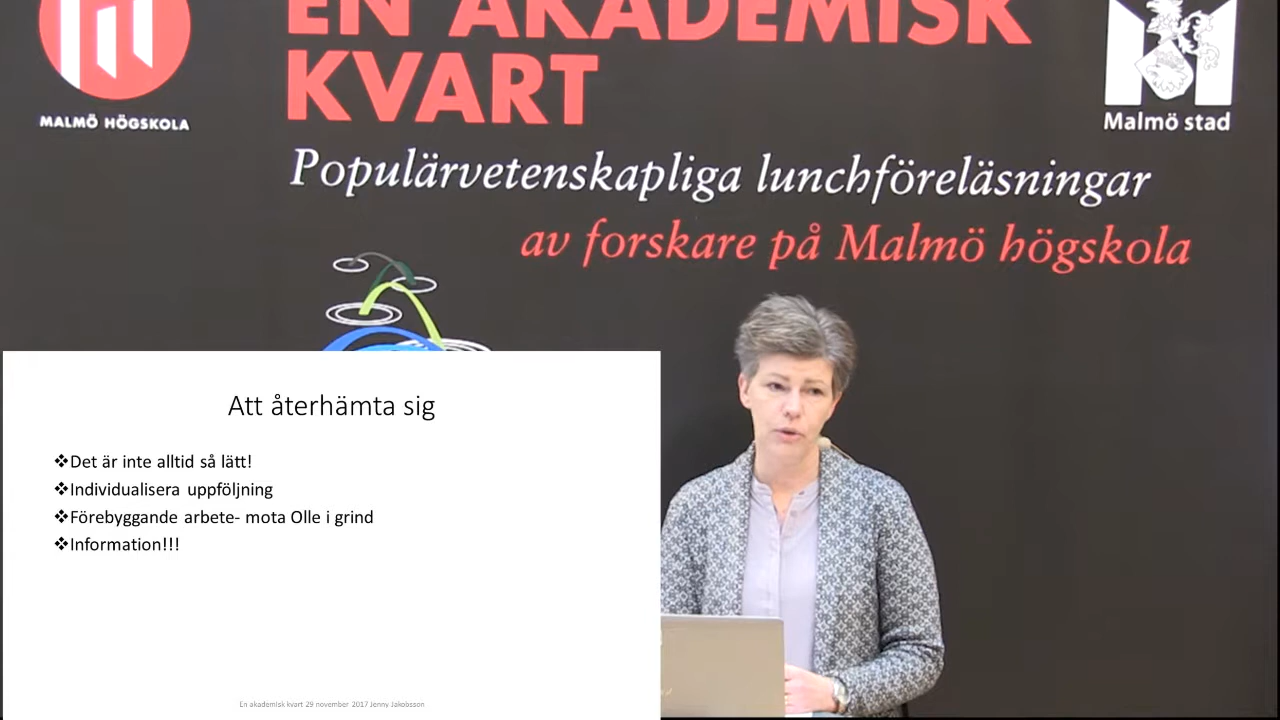 EN AKADEMISK
KVART
MALMÖ HÖGSKOLA
Malmö stad
Populärvetenskapliga lunchföreläsningar
av forskare på Malmö högskola
Att återhämta sig
❖Det är inte alltid så lätt!
❖Individualisera uppföljning
❖Förebyggande arbete- mota Olle i grind
❖Information!!!
En akademisk kvart 29 november 2017 Jenny Jakobsson